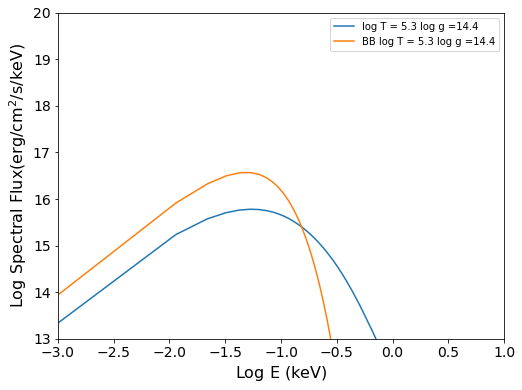 20
19
18
17
16
15
14
13
Log Spectral Flux(erg/cm²/s/keV)
log T = 5.3 log g =14.4
BB log T = 5.3 log g =14.4
−3.0 −2.5 −2.0 −1.5 −1.0 −0.5 0.0 0.5 1.0
Log E (keV)